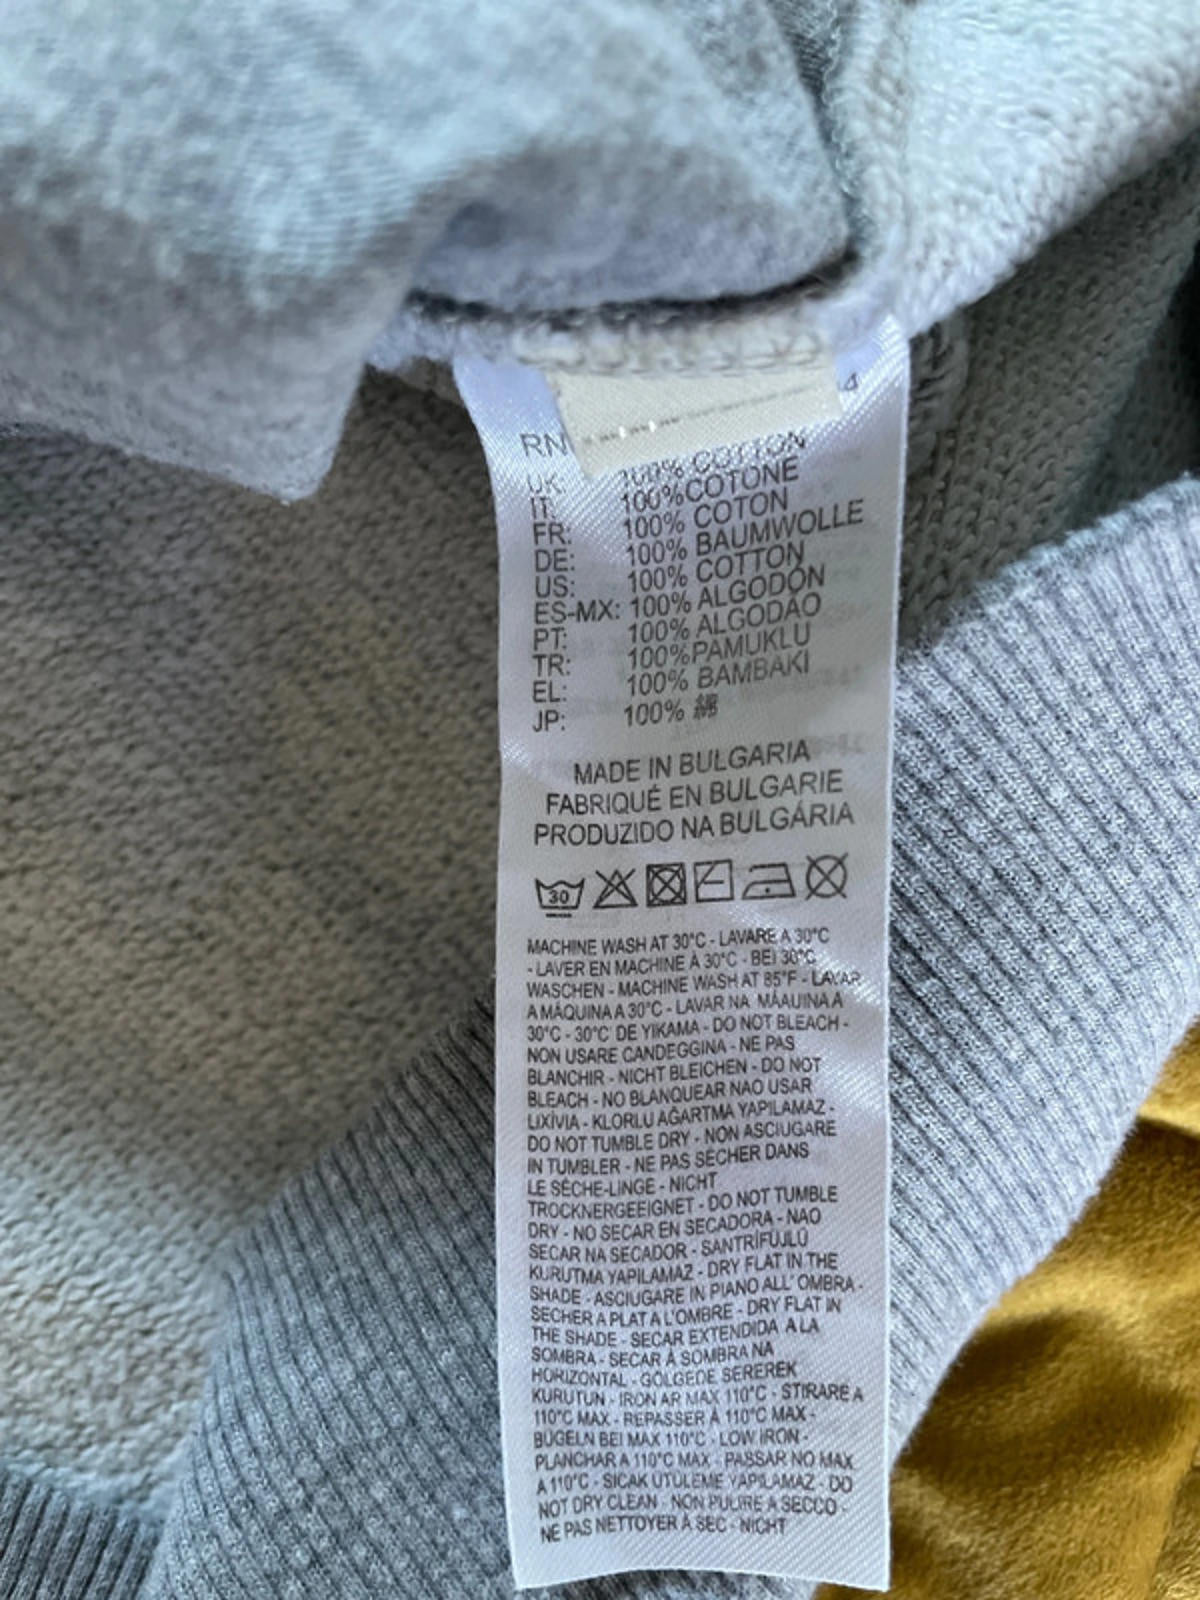 4
RN
UK: 100% COTTON
IT: 100%COTONE
FR: 100% COTON
DE: 100% BAUMWOLLE
US: 100% COTTON
ES-MX: 100% ALGODÓN
PT: 100% ALGODÃO
TR: 100%PAMUKLU
EL: 100% BAMBAKI
JP: 100% 綿
MADE IN BULGARIA
FABRIQUÉ EN BULGARIE
PRODUZIDO NA BULGÁRIA
30
MACHINE WASH AT 30°C - LAVARE A 30°C
- LAVER EN MACHINE À 30°C - BEI 30°C
WASCHEN - MACHINE WASH AT 85°F - LAVAR
A MÁQUINA A 30°C - LAVAR NA MÁAUINA A
30°C - 30°C DE YIKAMA - DO NOT BLEACH -
NON USARE CANDEGGINA - NE PAS
BLANCHIR - NICHT BLEICHEN - DO NOT
BLEACH - NO BLANQUEAR NAO USAR
LIXÍVIA - KLORLU AĞARTMA YAPILAMAZ -
DO NOT TUMBLE DRY - NON ASCIUGARE
IN TUMBLER - NE PAS SÉCHER DANS
LE SÈCHE-LINGE - NICHT
TROCKNERGEEIGNET - DO NOT TUMBLE
DRY - NO SECAR EN SECADORA - NAO
SECAR NA SECADOR - SANTRÍFÜJLÜ
KURUTMA YAPILAMAZ - DRY FLAT IN THE
SHADE - ASCIUGARE IN PIANO ALL' OMBRA -
SÉCHER A PLAT A L'OMBRE - DRY FLAT IN
THE SHADE - SECAR EXTENDIDA A LA
SOMBRA - SECAR À SOMBRA NA
HORIZONTAL - GÖLGEDE SEREREK
KURUTUN - IRON AR MAX 110°C - STIRARE A
110°C MAX - REPASSER À 110°C MAX -
BÜGELN BEI MAX 110°C - LOW IRON -
PLANCHAR A 110°C MAX - PASSAR NO MAX
A 110°C - SICAK ÜTÜLEME YAPILAMAZ - DO
NOT DRY CLEAN - NON PULIRE A SECCO -
NE PAS NETTOYER À SEC - NICHT